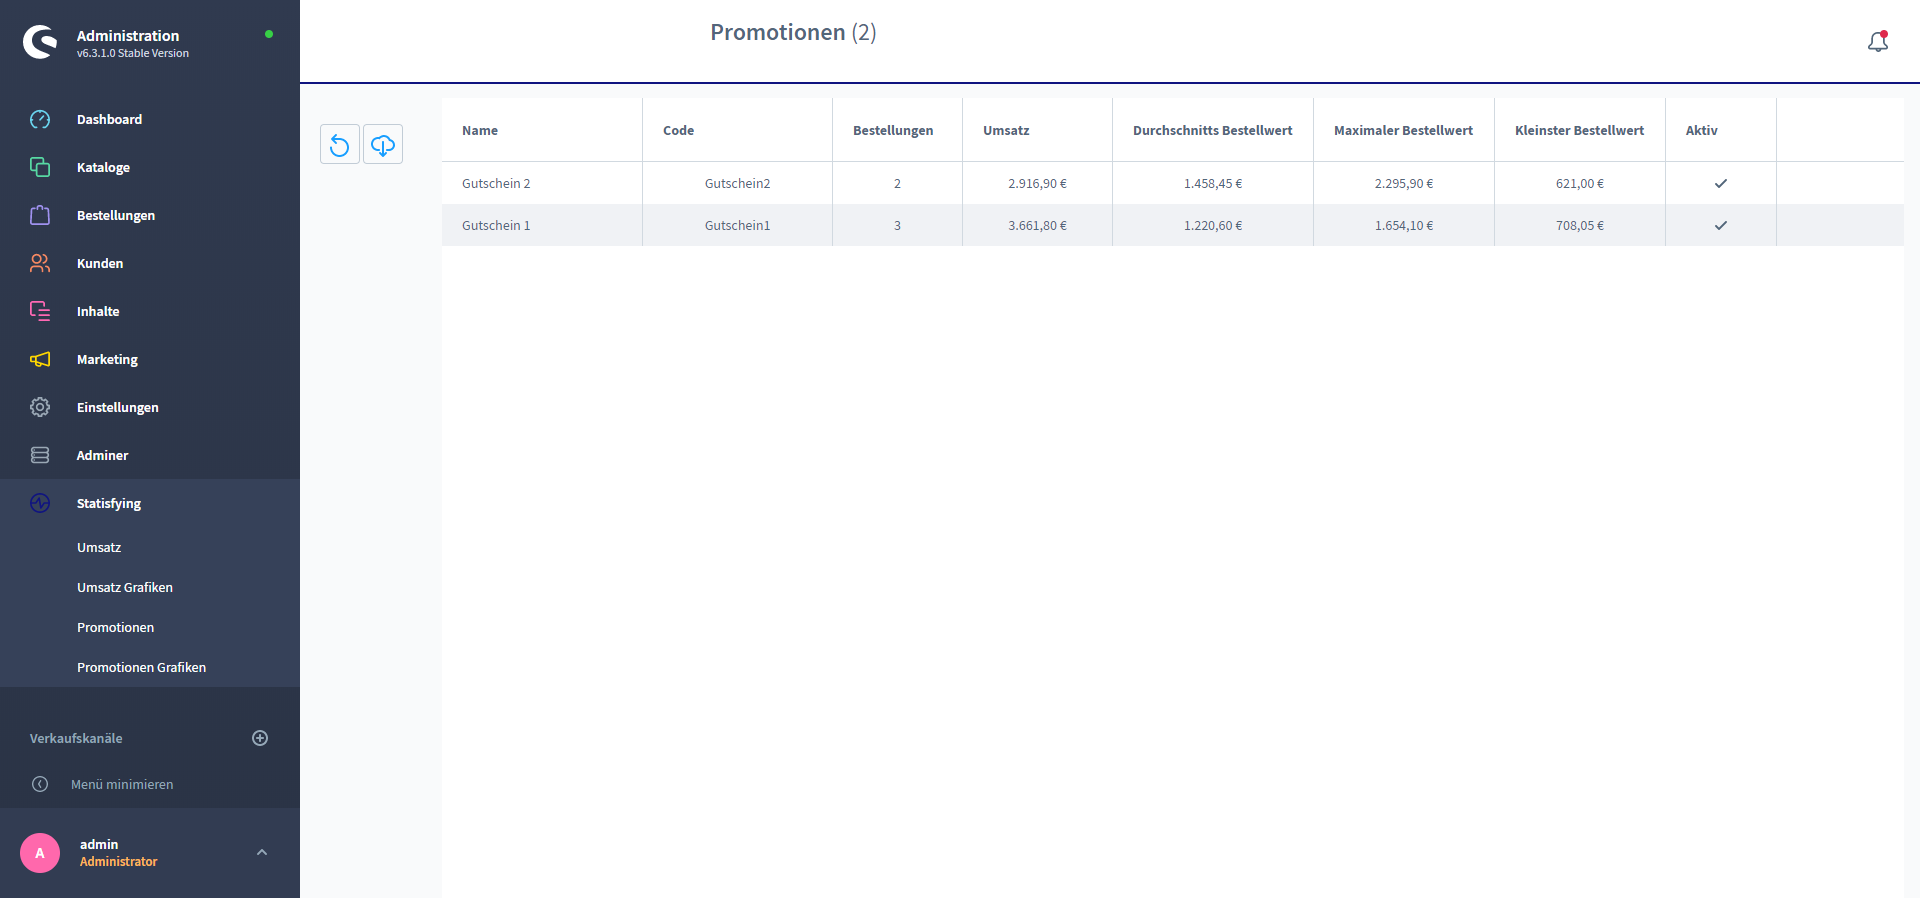 Administration
v6.3.1.0 Stable Version
Dashboard
Kataloge
Bestellungen
Kunden
Inhalte
Marketing
Einstellungen
Adminer
Statisfying
Umsatz
Umsatz Grafiken
Promotionen
Promotionen Grafiken
Verkaufskanäle
Menü minimieren
A
admin
Administrator
Promotionen (2)
Name Code Bestellungen Umsatz Durchschnitts Bestellwert Maximaler Bestellwert Kleinster Bestellwert Aktiv
Gutschein 2 Gutschein2 2 2.916,90 € 1.458,45 € 2.295,90 € 621,00 €
Gutschein 1 Gutschein1 3 3.661,80 € 1.220,60 € 1.654,10 € 708,05 €